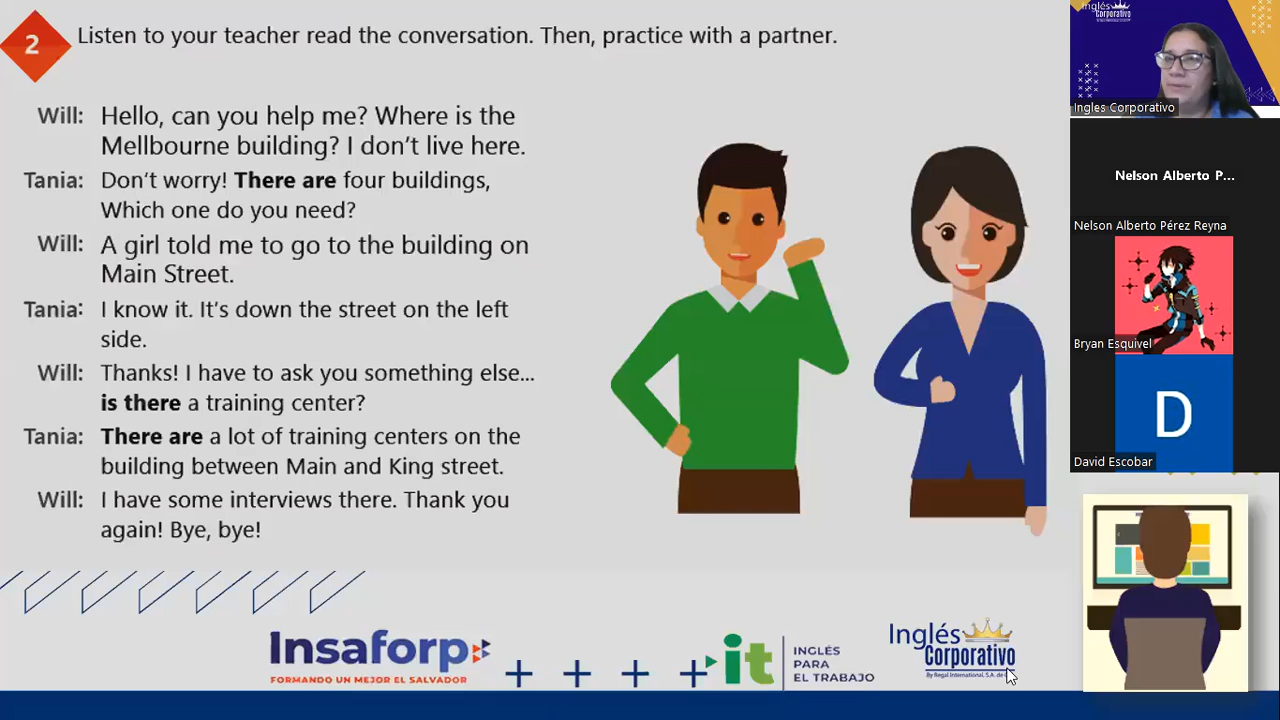 2
Listen to your teacher read the conversation. Then, practice with a partner.
Will: Hello, can you help me? Where is the
Mellbourne building? I don't live here.
Tania: Don't worry! There are four buildings,
Which one do you need?
Will: A girl told me to go to the building on
Main Street.
Tania: I know it. It's down the street on the left
side.
Will: Thanks! I have to ask you something else...
is there a training center?
Tania: There are a lot of training centers on the
building between Main and King street.
Will: I have some interviews there. Thank you
again! Bye, bye!
Insaforp
FORMANDO UN MEJOR EL SALVADOR
it
INGLÉS
PARA
EL TRABAJO
Inglés
Corporativo
By Regal International, S.A. de
Inglés
Corporativo
Ingles Corporativo
Nelson Alberto P...
Nelson Alberto Pérez Reyna
Bryan Esquivel
D
David Escobar